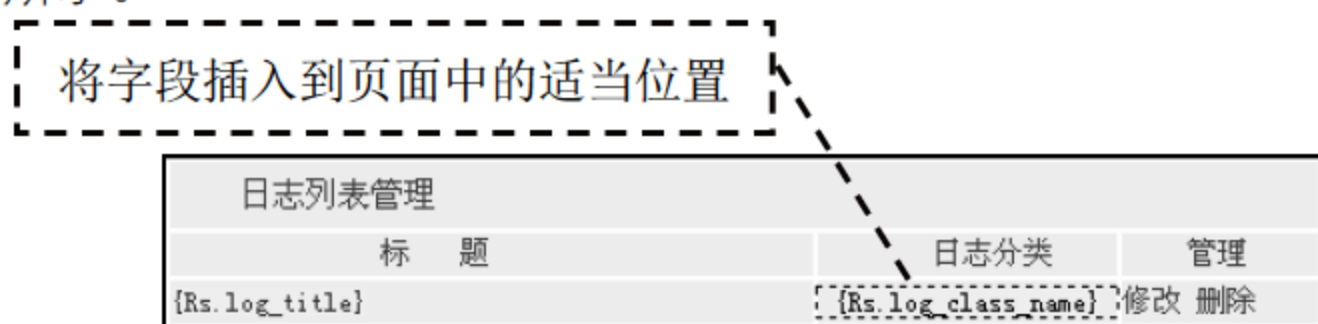 将字段插入到页面中的适当位置
日志列表管理
标 题 日志分类 管理
{Rs.log_title} {Rs.log_class_name} 修改 删除